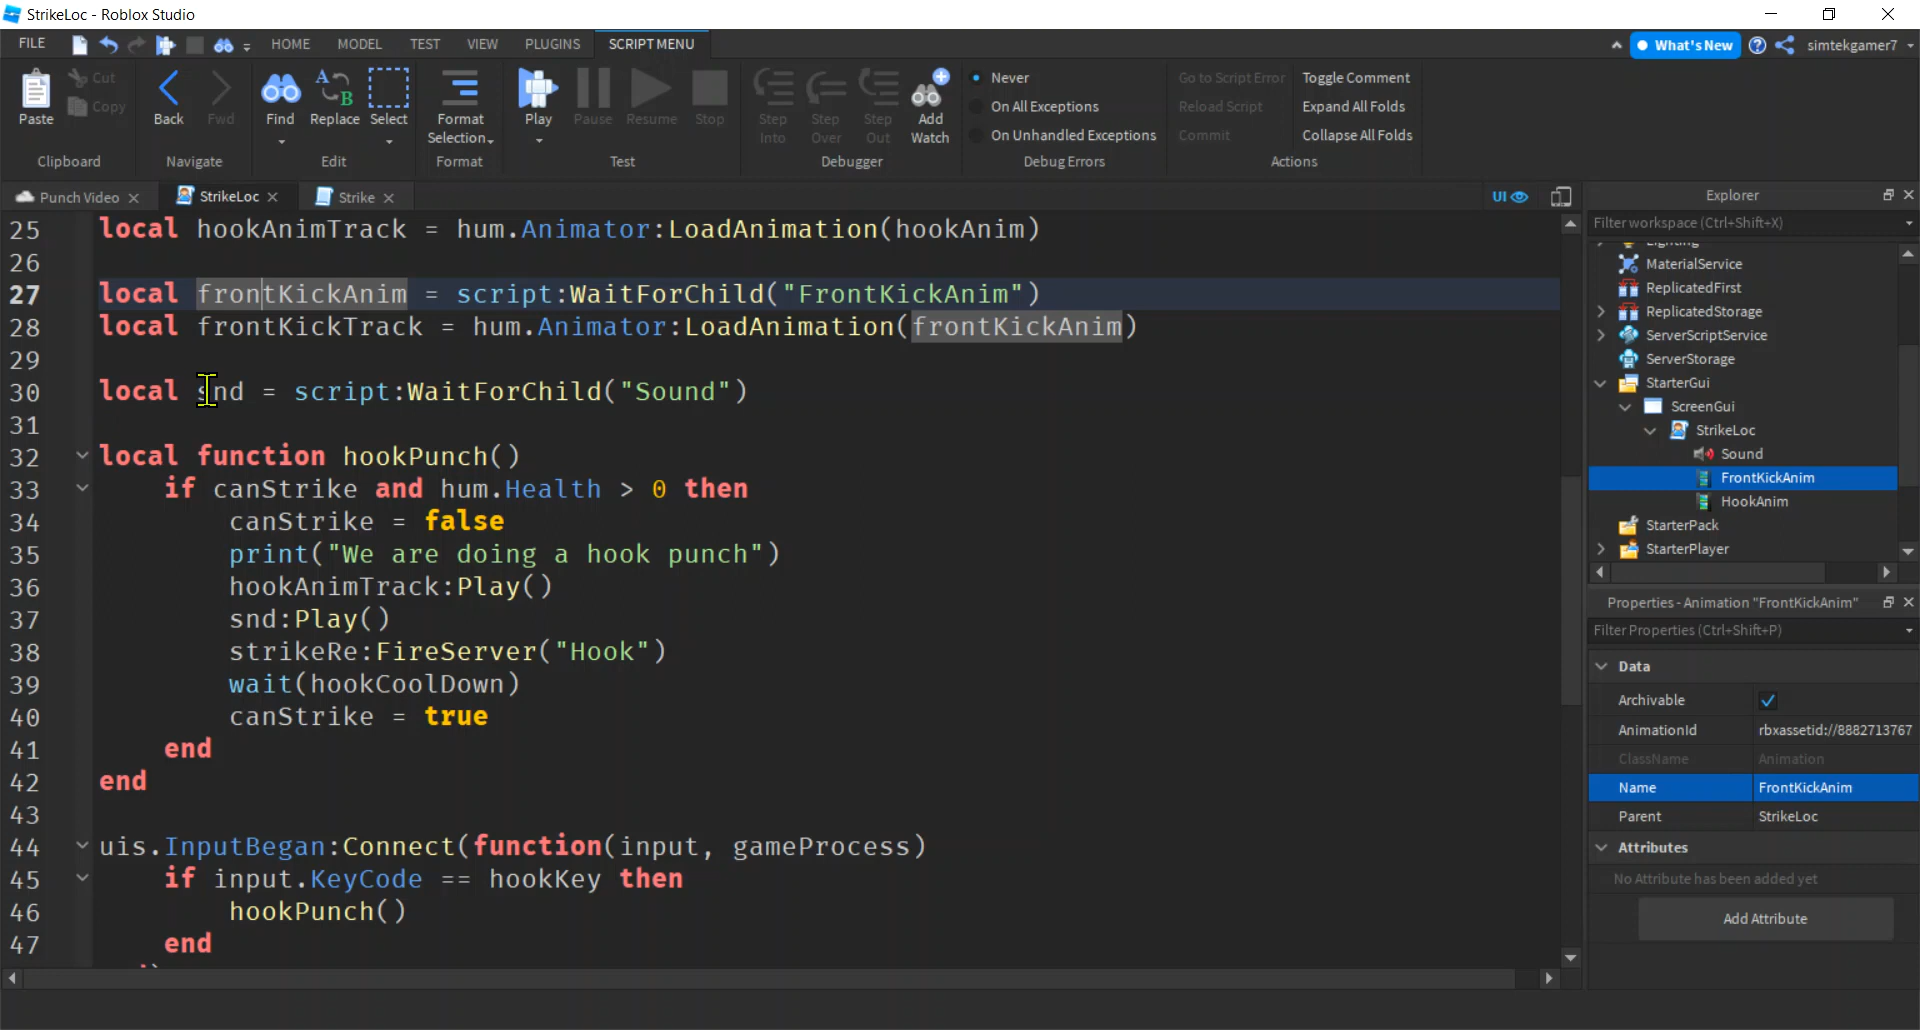 StrikeLoc - Roblox Studio
FILE HOME MODEL TEST VIEW PLUGINS SCRIPT MENU What's New simtekgamer7
Paste Cut Copy Clipboard
Back Fwd Navigate
Find Replace Select Edit
Format Selection Format
Play Pause Resume Stop Test
Step Into Step Over Step Out Add Watch Debugger
Never
On All Exceptions
On Unhandled Exceptions
Debug Errors
Go to Script Error
Reload Script
Commit
Toggle Comment
Expand All Folds
Collapse All Folds
Actions
Punch Video StrikeLoc Strike UI
25 local hookAnimTrack = hum.Animator:LoadAnimation(hookAnim)
26
27 local frontKickAnim = script:WaitForChild("FrontKickAnim")
28 local frontKickTrack = hum.Animator:LoadAnimation(frontKickAnim)
29
30 local snd = script:WaitForChild("Sound")
31
32 local function hookPunch()
33 if canStrike and hum.Health > 0 then
34 canStrike = false
35 print("We are doing a hook punch")
36 hookAnimTrack:Play()
37 snd:Play()
38 strikeRe:FireServer("Hook")
39 wait(hookCoolDown)
40 canStrike = true
41 end
42 end
43
44 uis.InputBegan:Connect(function(input, gameProcess)
45 if input.KeyCode == hookKey then
46 hookPunch()
47 end
Explorer
Filter workspace (Ctrl+Shift+X)
Lighting
MaterialService
ReplicatedFirst
ReplicatedStorage
ServerScriptService
ServerStorage
StarterGui
ScreenGui
StrikeLoc
Sound
FrontKickAnim
HookAnim
StarterPack
StarterPlayer
Properties - Animation "FrontKickAnim"
Filter Properties (Ctrl+Shift+P)
Data
Archivable
AnimationId rbxassetid://8882713767
ClassName Animation
Name FrontKickAnim
Parent StrikeLoc
Attributes
No Attribute has been added yet
Add Attribute